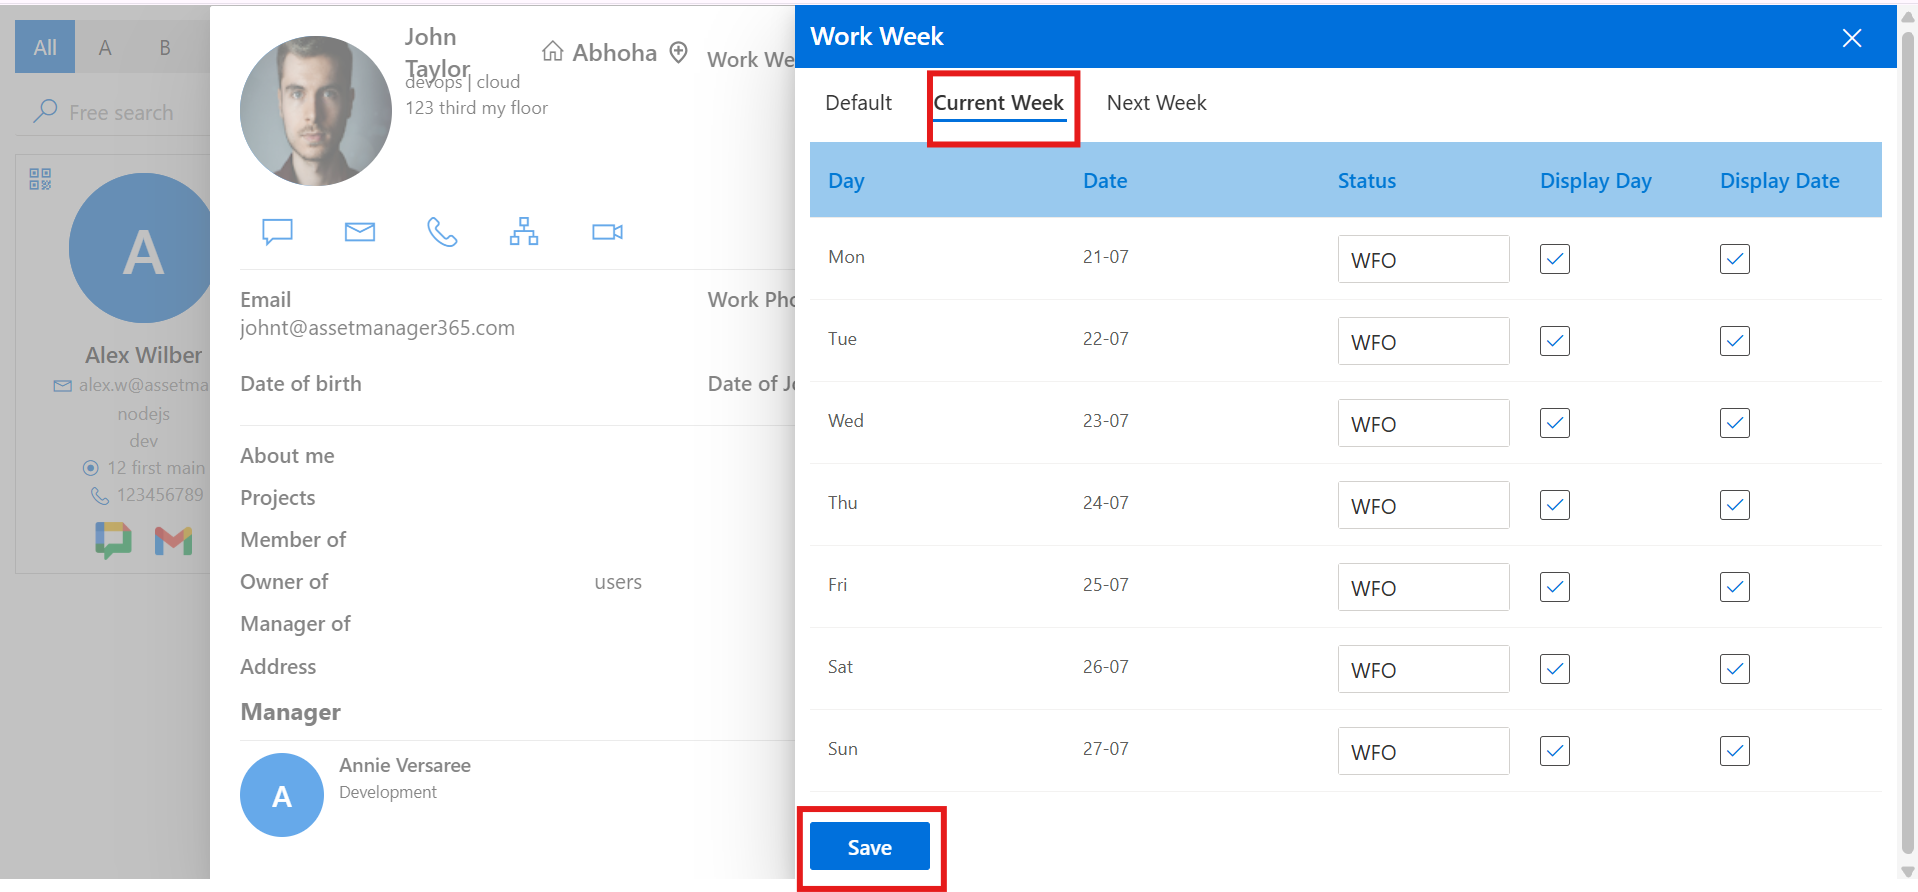 All A B
Free search
A
Alex Wilber
alex.w@assetma
nodejs
dev
12 first main
123456789
John
Taylor
devops | cloud
123 third my floor
Abhoha
Work We
Email
johnt@assetmanager365.com
Work Pho
Date of birth
Date of Jo
About me
Projects
Member of
Owner of users
Manager of
Address
Manager
A
Annie Versaree
Development
Work Week
Default Current Week Next Week
Day Date Status Display Day Display Date
Mon 21-07 WFO
Tue 22-07 WFO
Wed 23-07 WFO
Thu 24-07 WFO
Fri 25-07 WFO
Sat 26-07 WFO
Sun 27-07 WFO
Save